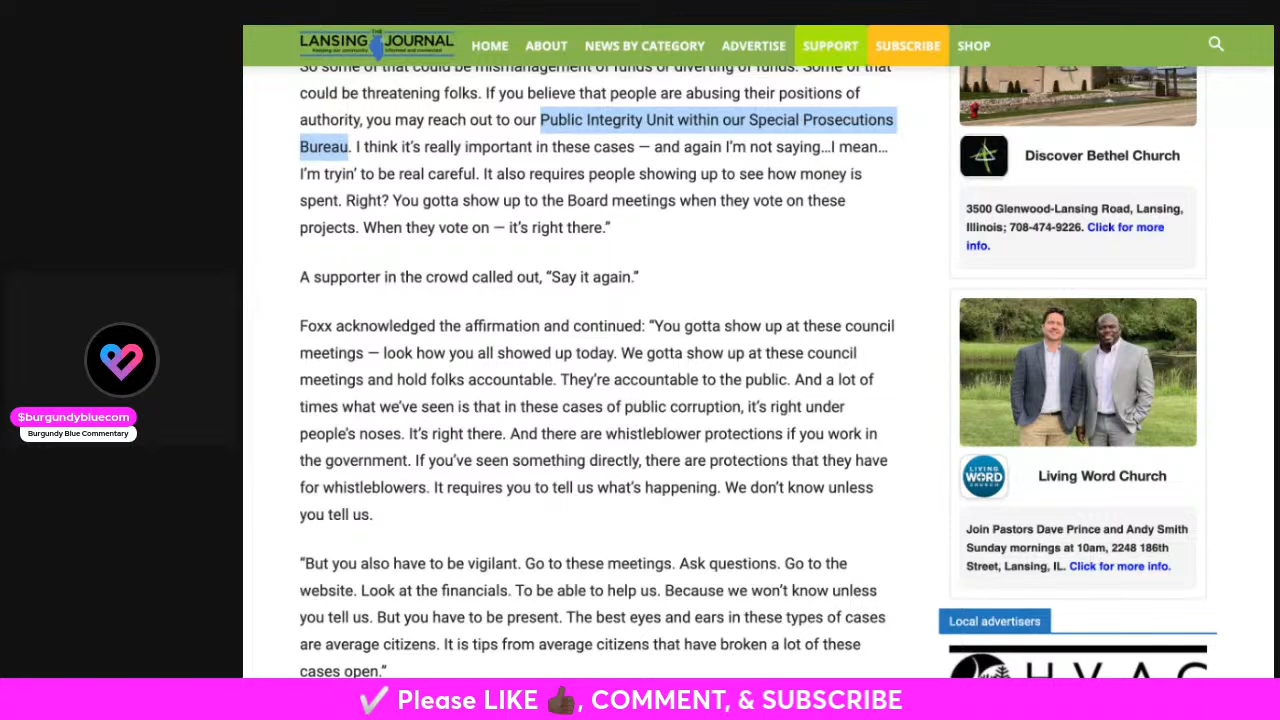 THE
LANSING JOURNAL
Keeping our community informed and connected
HOME ABOUT NEWS BY CATEGORY ADVERTISE SUPPORT SUBSCRIBE SHOP
So some of that could be mismanagement of funds or diverting of funds. Some of that
could be threatening folks. If you believe that people are abusing their positions of
authority, you may reach out to our Public Integrity Unit within our Special Prosecutions
Bureau. I think it’s really important in these cases — and again I’m not saying…I mean…
I’m tryin’ to be real careful. It also requires people showing up to see how money is
spent. Right? You gotta show up to the Board meetings when they vote on these
projects. When they vote on — it’s right there.”
A supporter in the crowd called out, “Say it again.”
Foxx acknowledged the affirmation and continued: “You gotta show up at these council
meetings — look how you all showed up today. We gotta show up at these council
meetings and hold folks accountable. They’re accountable to the public. And a lot of
times what we’ve seen is that in these cases of public corruption, it’s right under
people’s noses. It’s right there. And there are whistleblower protections if you work in
the government. If you’ve seen something directly, there are protections that they have
for whistleblowers. It requires you to tell us what’s happening. We don’t know unless
you tell us.
“But you also have to be vigilant. Go to these meetings. Ask questions. Go to the
website. Look at the financials. To be able to help us. Because we won’t know unless
you tell us. But you have to be present. The best eyes and ears in these types of cases
are average citizens. It is tips from average citizens that have broken a lot of these
cases open.”
Discover Bethel Church
3500 Glenwood-Lansing Road, Lansing,
Illinois; 708-474-9226. Click for more
info.
LIVING
WORD
CHURCH
Living Word Church
Join Pastors Dave Prince and Andy Smith
Sunday mornings at 10am, 2248 186th
Street, Lansing, IL. Click for more info.
Local advertisers
HVAC
$burgundybluecom
Burgundy Blue Commentary
✔️ Please LIKE 👍🏿, COMMENT, & SUBSCRIBE